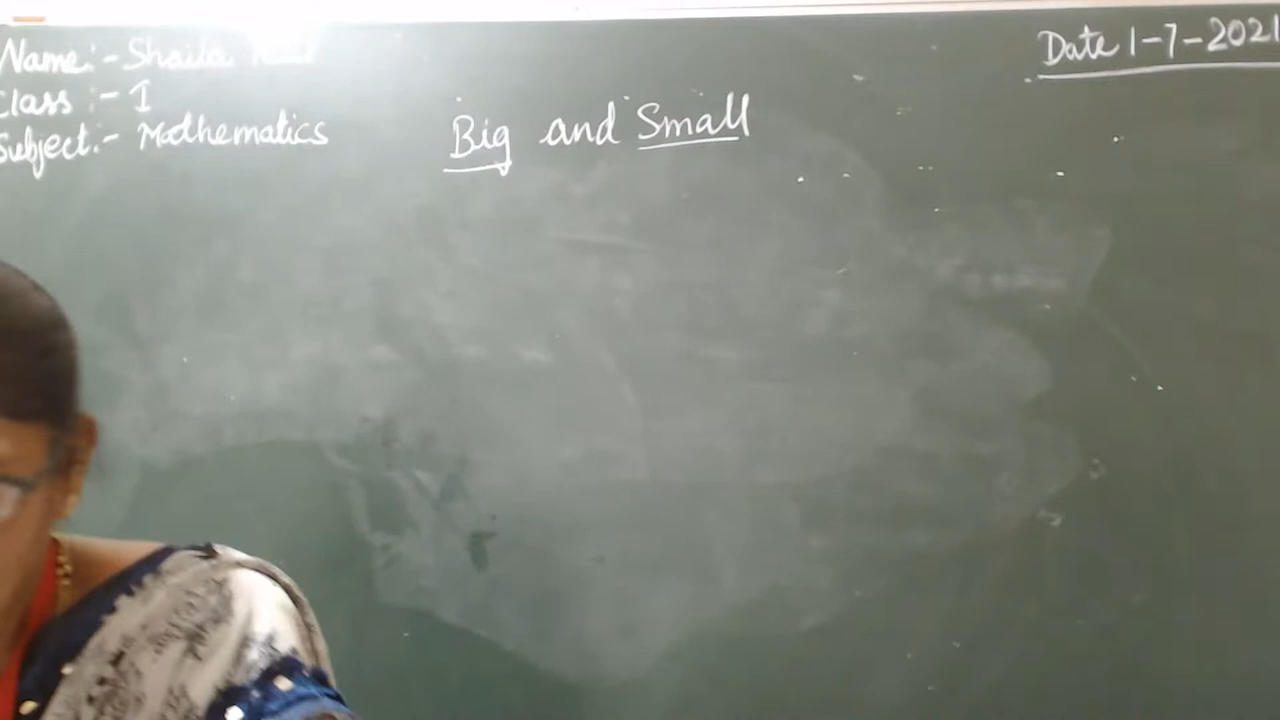 Name:- Shaila
Class :- I
Subject:- Mathematics
Big and Small
Date 1-7-2021